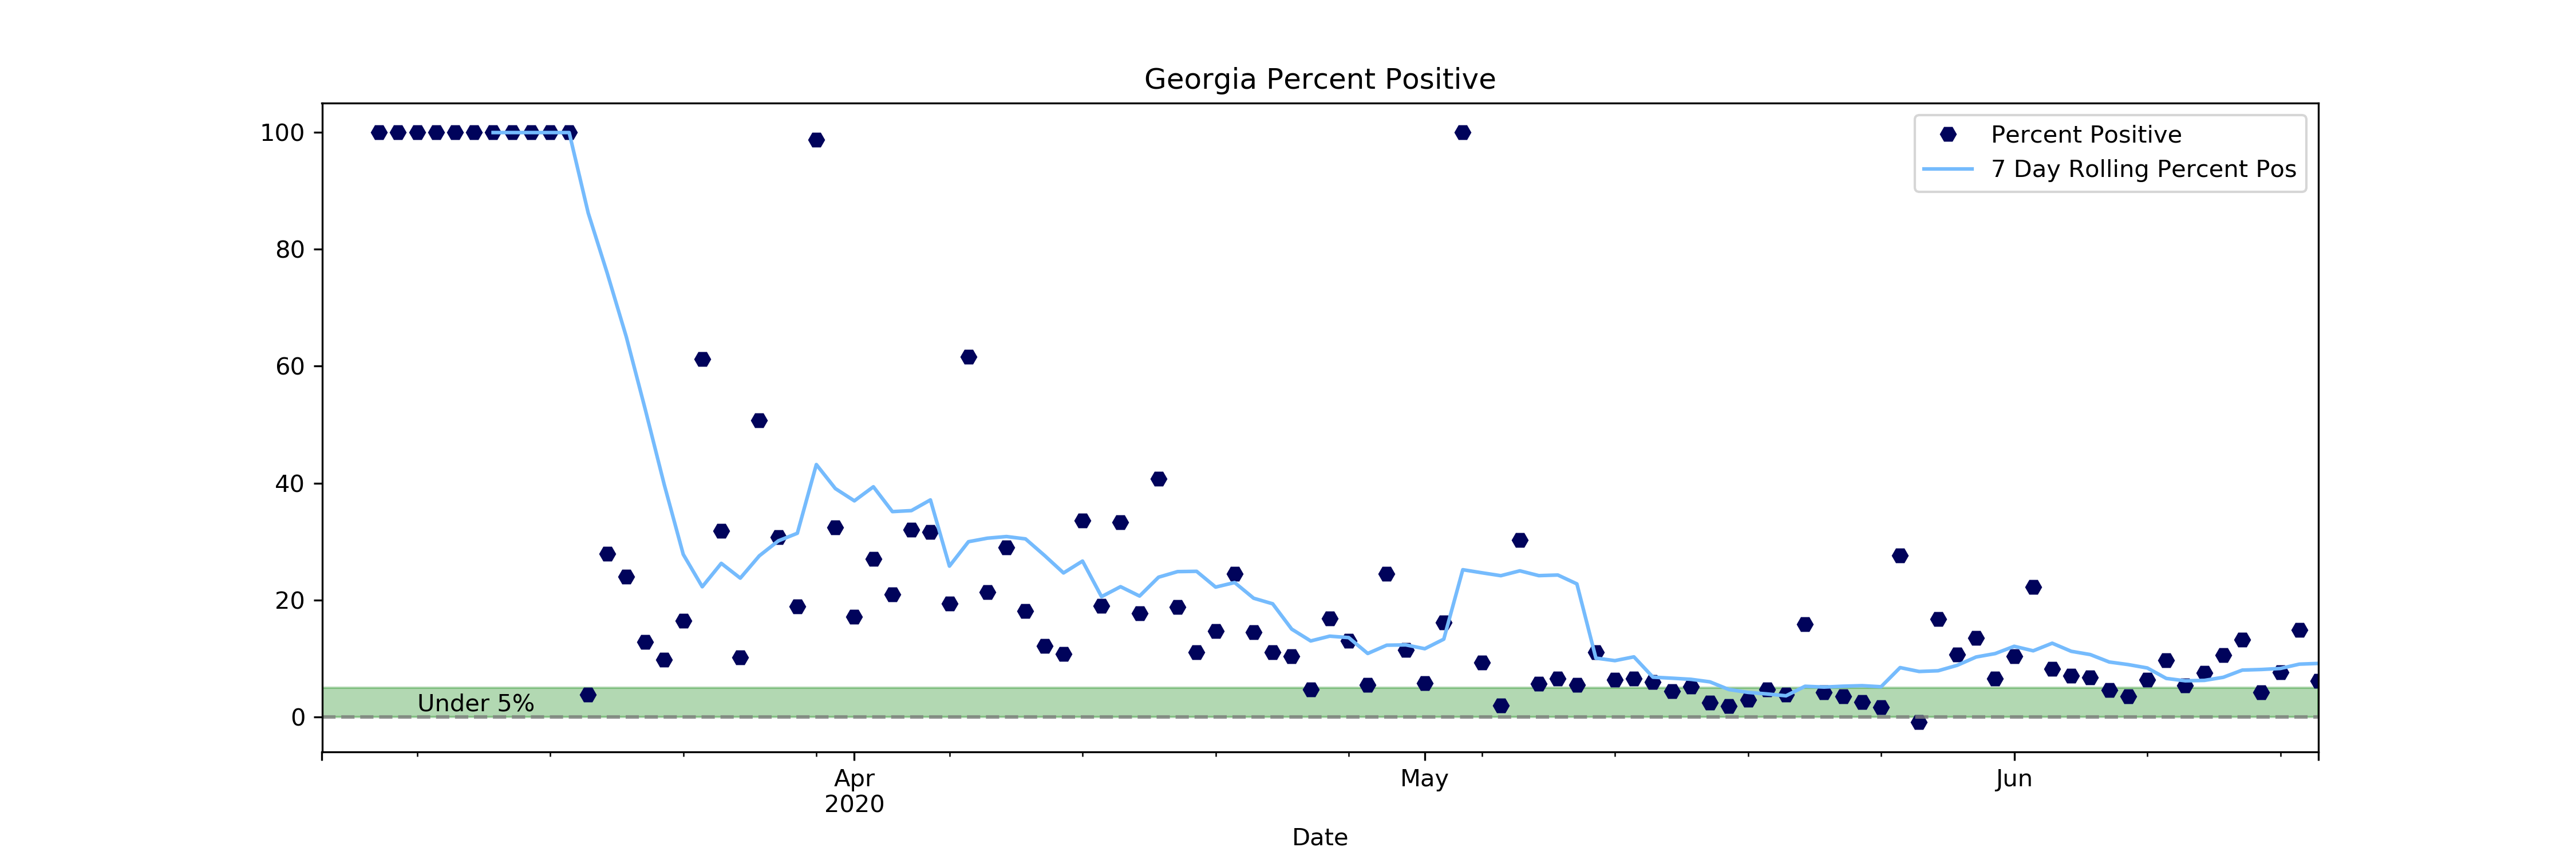 Georgia Percent Positive
100
80
60
40
20
0
Percent Positive
7 Day Rolling Percent Pos
Under 5%
Apr
2020
May
Jun
Date